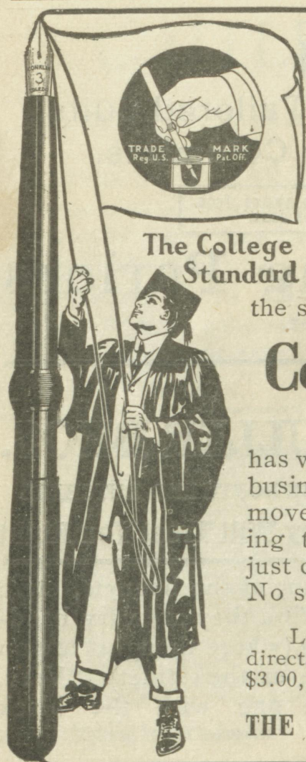 3
TRADE MARK
Reg. U.S. Pat. Off.
The College
Standard
the s
Co
has v
busin
move
ing t
just c
No s
L
direct
$3.00,
THE